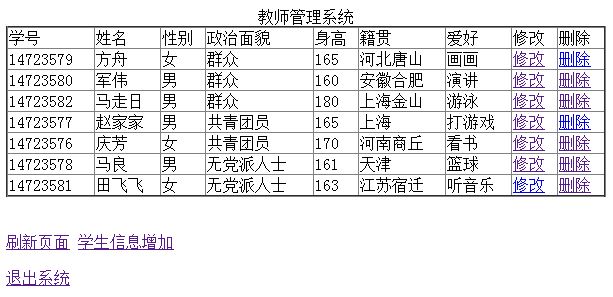 教师管理系统
学号 姓名 性别 政治面貌 身高 籍贯 爱好 修改 删除
14723579 方舟 女 群众 165 河北唐山 画画 修改 删除
14723580 军伟 男 群众 160 安徽合肥 演讲 修改 删除
14723582 马走日 男 群众 180 上海金山 游泳 修改 删除
14723577 赵家家 男 共青团员 165 上海 打游戏 修改 删除
14723576 庆芳 女 共青团员 170 河南商丘 看书 修改 删除
14723578 马良 男 无党派人士 161 天津 篮球 修改 删除
14723581 田飞飞 女 无党派人士 163 江苏宿迁 听音乐 修改 删除
刷新页面 学生信息增加
退出系统